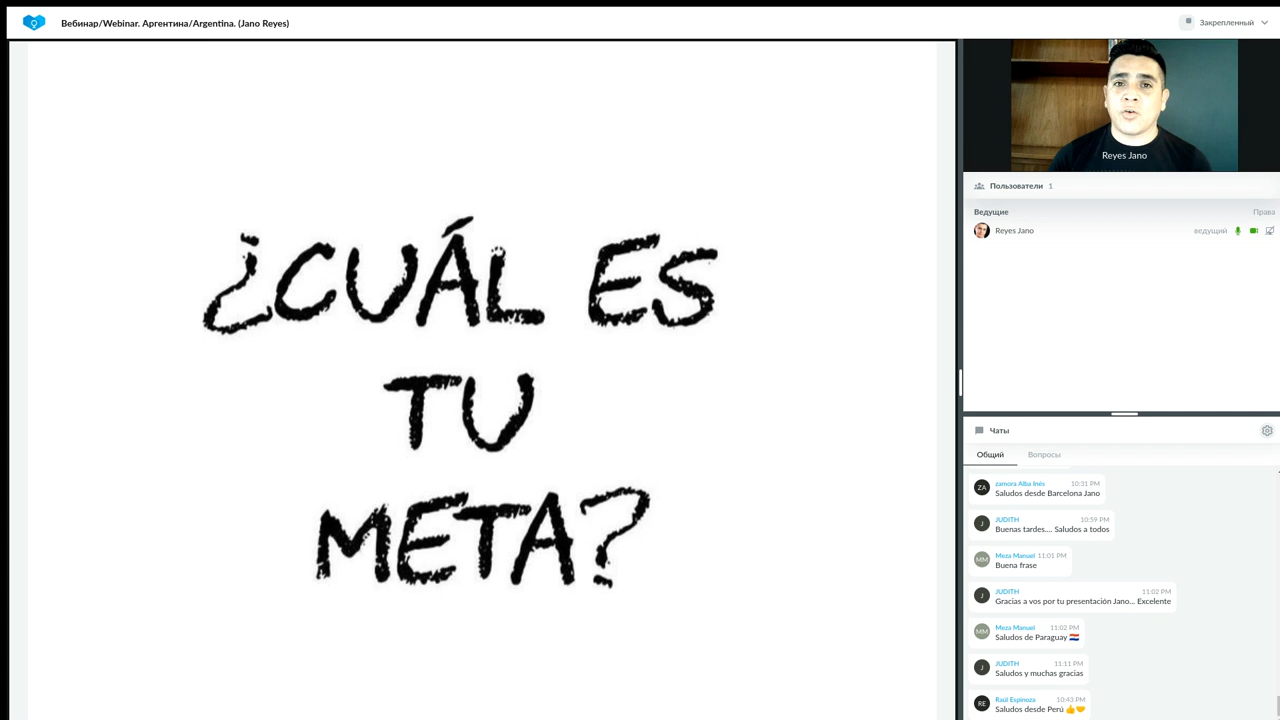 Вебинар/Webinar. Аргентина/Argentina. (Jano Reyes)
Закрепленный
¿CUÁL ES
TU
META?
Reyes Jano
Пользователи 1
Ведущие Права
Reyes Jano ведущий
Чаты
Общий Вопросы
ZA zamora Alba Inés 10:31 PM
Saludos desde Barcelona Jano
J JUDITH 10:59 PM
Buenas tardes.... Saludos a todos
MM Meza Manuel 11:01 PM
Buena frase
J JUDITH 11:02 PM
Gracias a vos por tu presentación Jano... Excelente
MM Meza Manuel 11:02 PM
Saludos de Paraguay 🇵🇾
J JUDITH 11:11 PM
Saludos y muchas gracias
RE Raúl Espinoza 10:43 PM
Saludos desde Perú 👍🤝